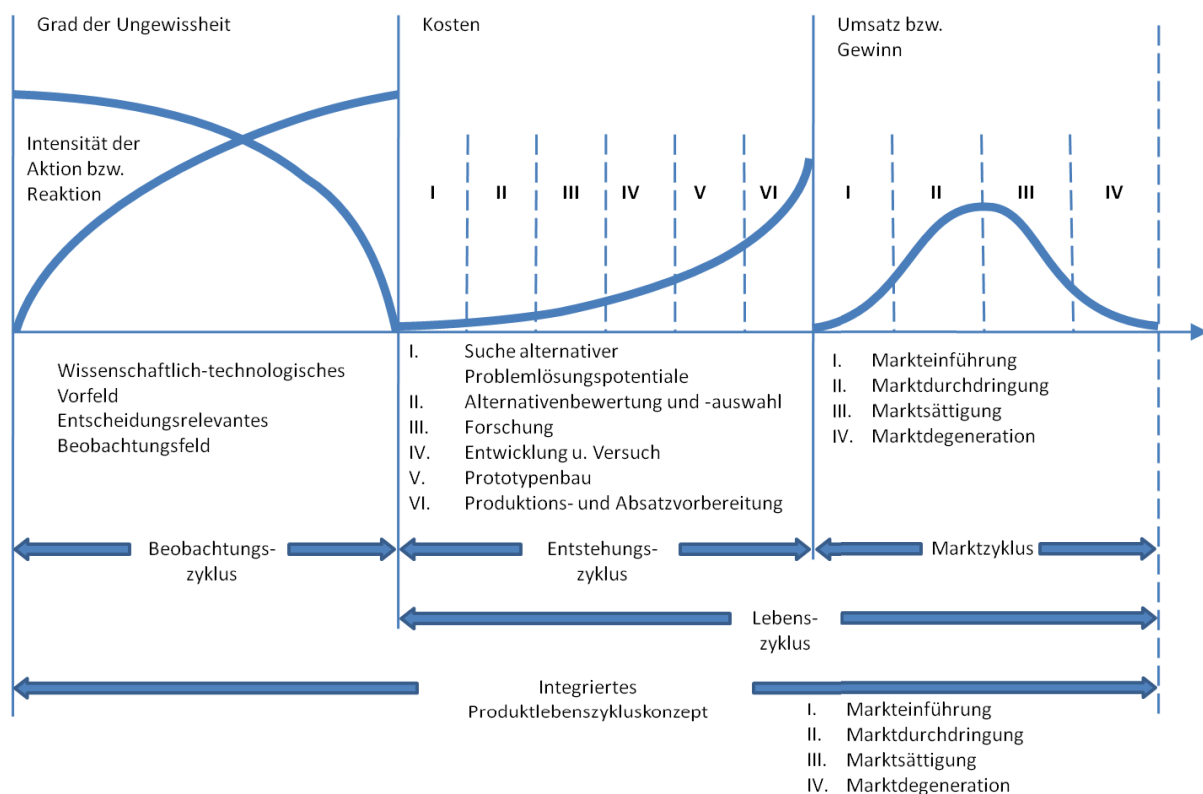 Grad der Ungewissheit
Kosten
Umsatz bzw.
Gewinn
Intensität der
Aktion bzw.
Reaktion
I
II
III
IV
V
VI
I
II
III
IV
Wissenschaftlich-technologisches
Vorfeld
Entscheidungsrelevantes
Beobachtungsfeld
I. Suche alternativer
Problemlösungspotentiale
II. Alternativenbewertung und -auswahl
III. Forschung
IV. Entwicklung u. Versuch
V. Prototypenbau
VI. Produktions- und Absatzvorbereitung
I. Markteinführung
II. Marktdurchdringung
III. Marktsättigung
IV. Marktdegeneration
Beobachtungs-
zyklus
Entstehungs-
zyklus
Marktzyklus
Lebens-
zyklus
Integriertes
Produktlebenszykluskonzept
I. Markteinführung
II. Marktdurchdringung
III. Marktsättigung
IV. Marktdegeneration